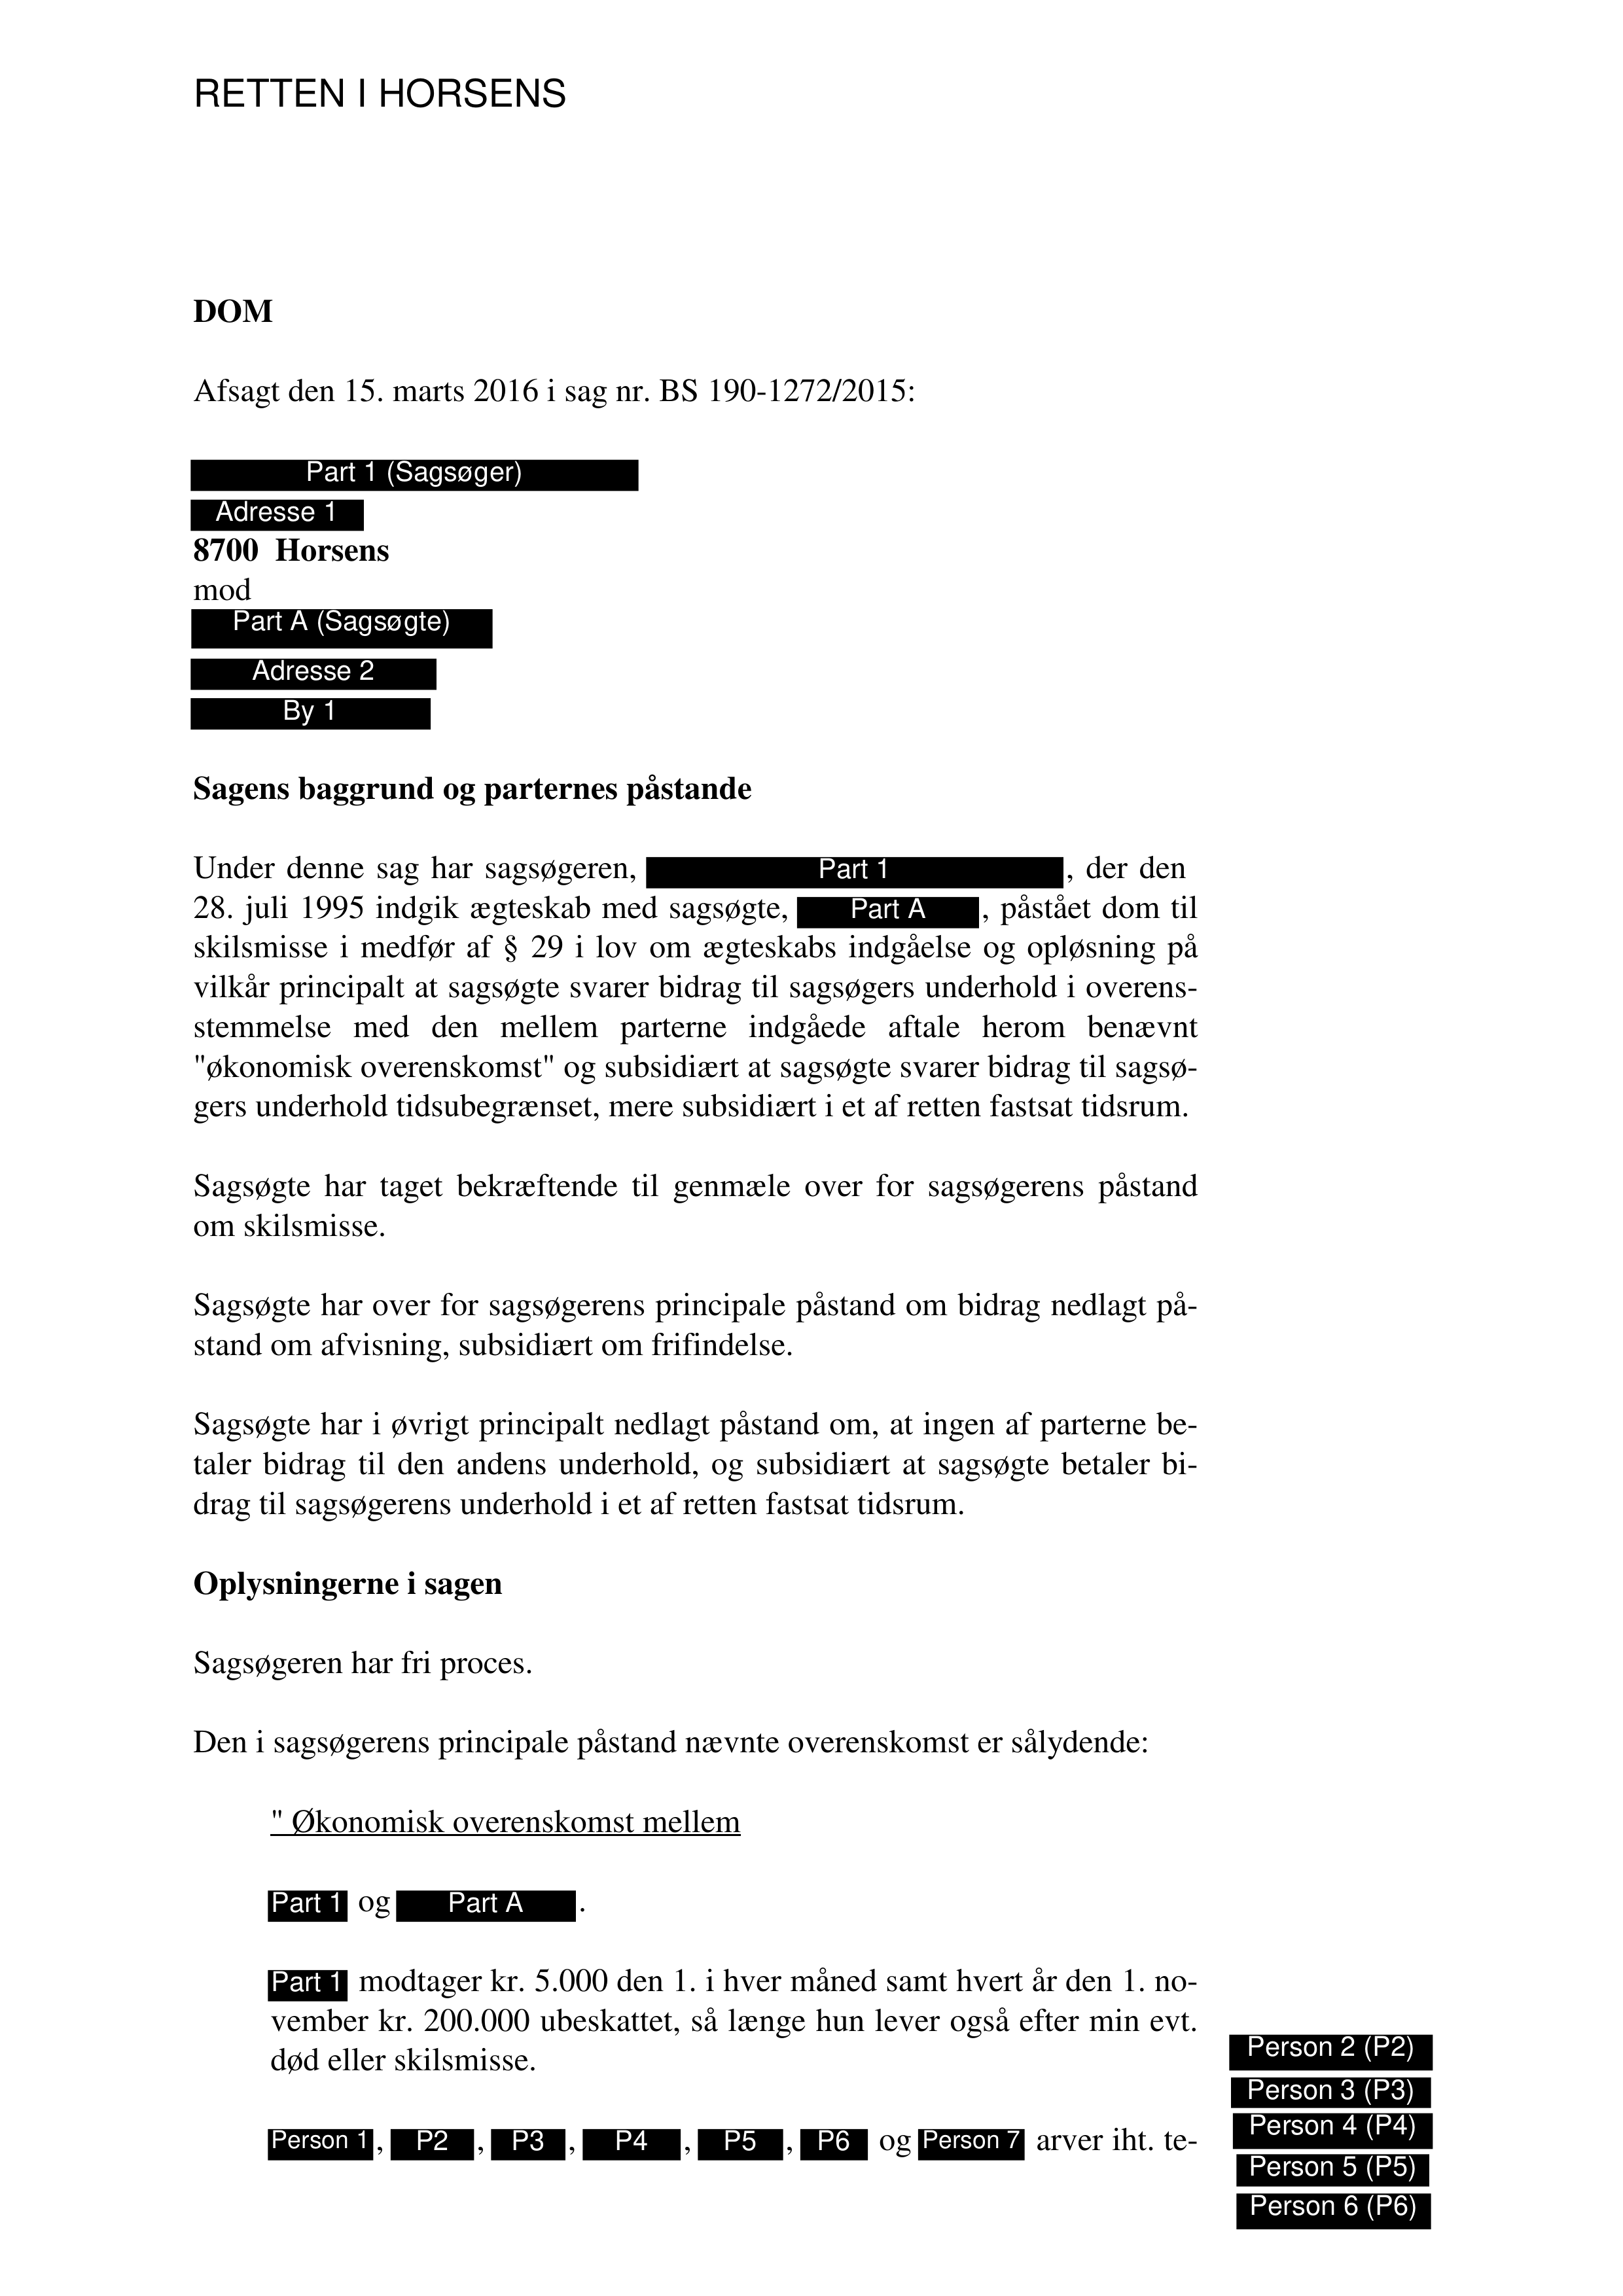 RETTEN I HORSENS
DOM
Afsagt den 15. marts 2016 i sag nr. BS 190-1272/2015:
Part 1 (Sagsøger)
Adresse 1
8700 Horsens
mod
Part A (Sagsøgte)
Adresse 2
By 1
Sagens baggrund og parternes påstande
Under denne sag har sagsøgeren, Part 1, der den
28. juli 1995 indgik ægteskab med sagsøgte, Part A, påstået dom til
skilsmisse i medfør af § 29 i lov om ægteskabs indgåelse og opløsning på
vilkår principalt at sagsøgte svarer bidrag til sagsøgers underhold i overens-
stemmelse med den mellem parterne indgåede aftale herom benævnt
"økonomisk overenskomst" og subsidiært at sagsøgte svarer bidrag til sagsø-
gers underhold tidsubegrænset, mere subsidiært i et af retten fastsat tidsrum.
Sagsøgte har taget bekræftende til genmæle over for sagsøgerens påstand
om skilsmisse.
Sagsøgte har over for sagsøgerens principale påstand om bidrag nedlagt på-
stand om afvisning, subsidiært om frifindelse.
Sagsøgte har i øvrigt principalt nedlagt påstand om, at ingen af parterne be-
taler bidrag til den andens underhold, og subsidiært at sagsøgte betaler bi-
drag til sagsøgerens underhold i et af retten fastsat tidsrum.
Oplysningerne i sagen
Sagsøgeren har fri proces.
Den i sagsøgerens principale påstand nævnte overenskomst er sålydende:
" Økonomisk overenskomst mellem
Part 1 og Part A.
Part 1 modtager kr. 5.000 den 1. i hver måned samt hvert år den 1. no-
vember kr. 200.000 ubeskattet, så længe hun lever også efter min evt.
død eller skilsmisse.
Person 1, P2, P3, P4, P5, P6 og Person 7 arver iht. te-
Person 2 (P2)
Person 3 (P3)
Person 4 (P4)
Person 5 (P5)
Person 6 (P6)